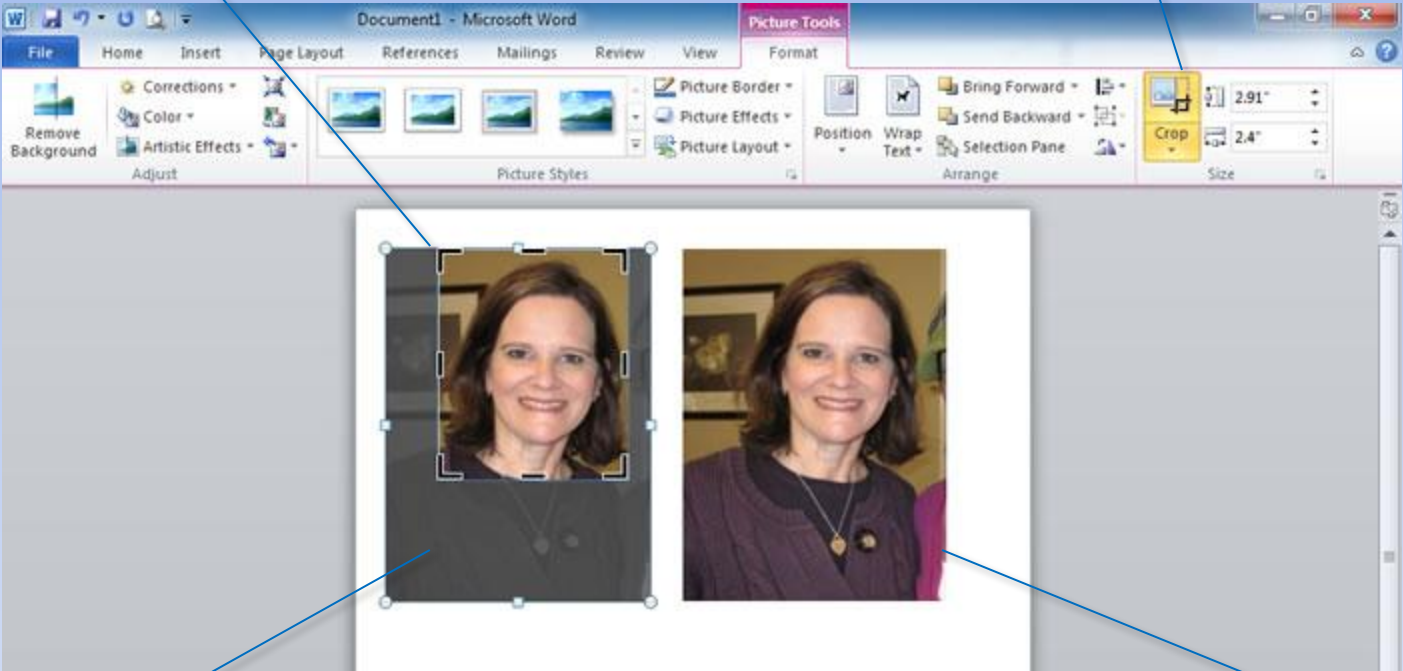 W
Document1 - Microsoft Word
Picture Tools
File Home Insert Page Layout References Mailings Review View Format
Remove Background
Corrections
Color
Artistic Effects
Adjust
Picture Styles
Picture Border
Picture Effects
Picture Layout
Position
Wrap Text
Bring Forward
Send Backward
Selection Pane
Arrange
Crop
2.91"
2.4"
Size